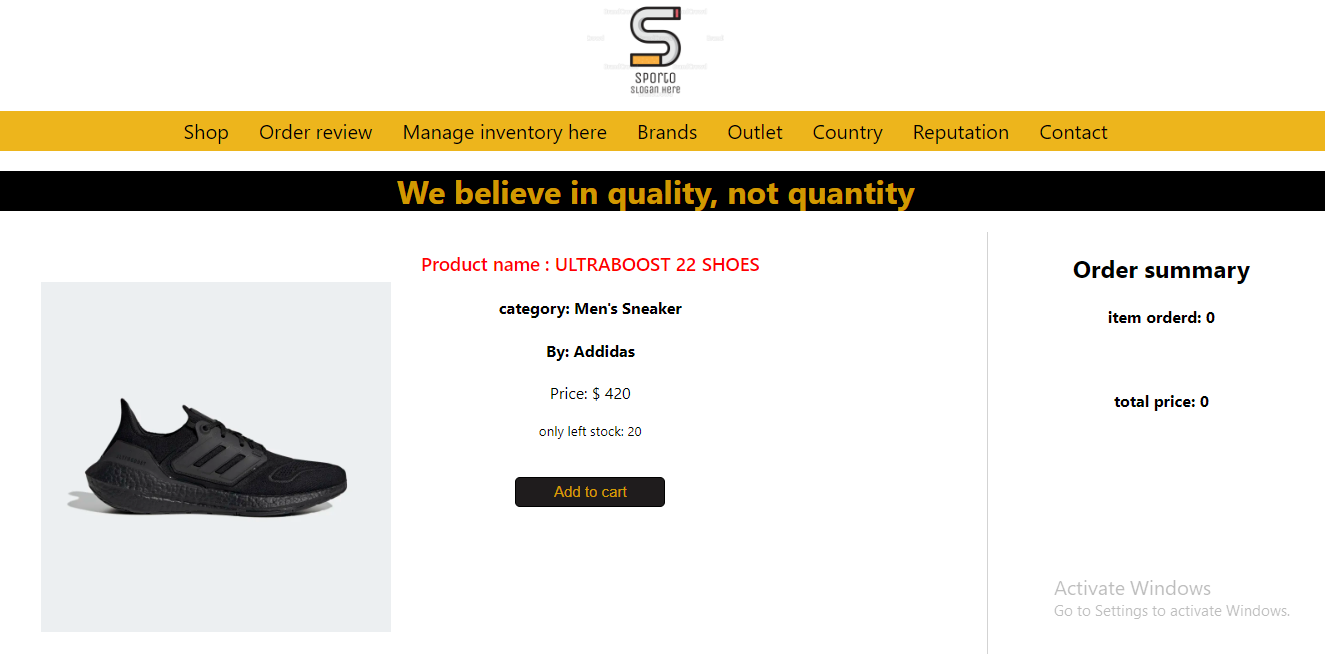 SPORTO
SLOGAN HERE
Shop Order review Manage inventory here Brands Outlet Country Reputation Contact
We believe in quality, not quantity
Product name : ULTRABOOST 22 SHOES
category: Men's Sneaker
By: Addidas
Price: $ 420
only left stock: 20
Add to cart
Order summary
item orderd: 0
total price: 0
Activate Windows
Go to Settings to activate Windows.